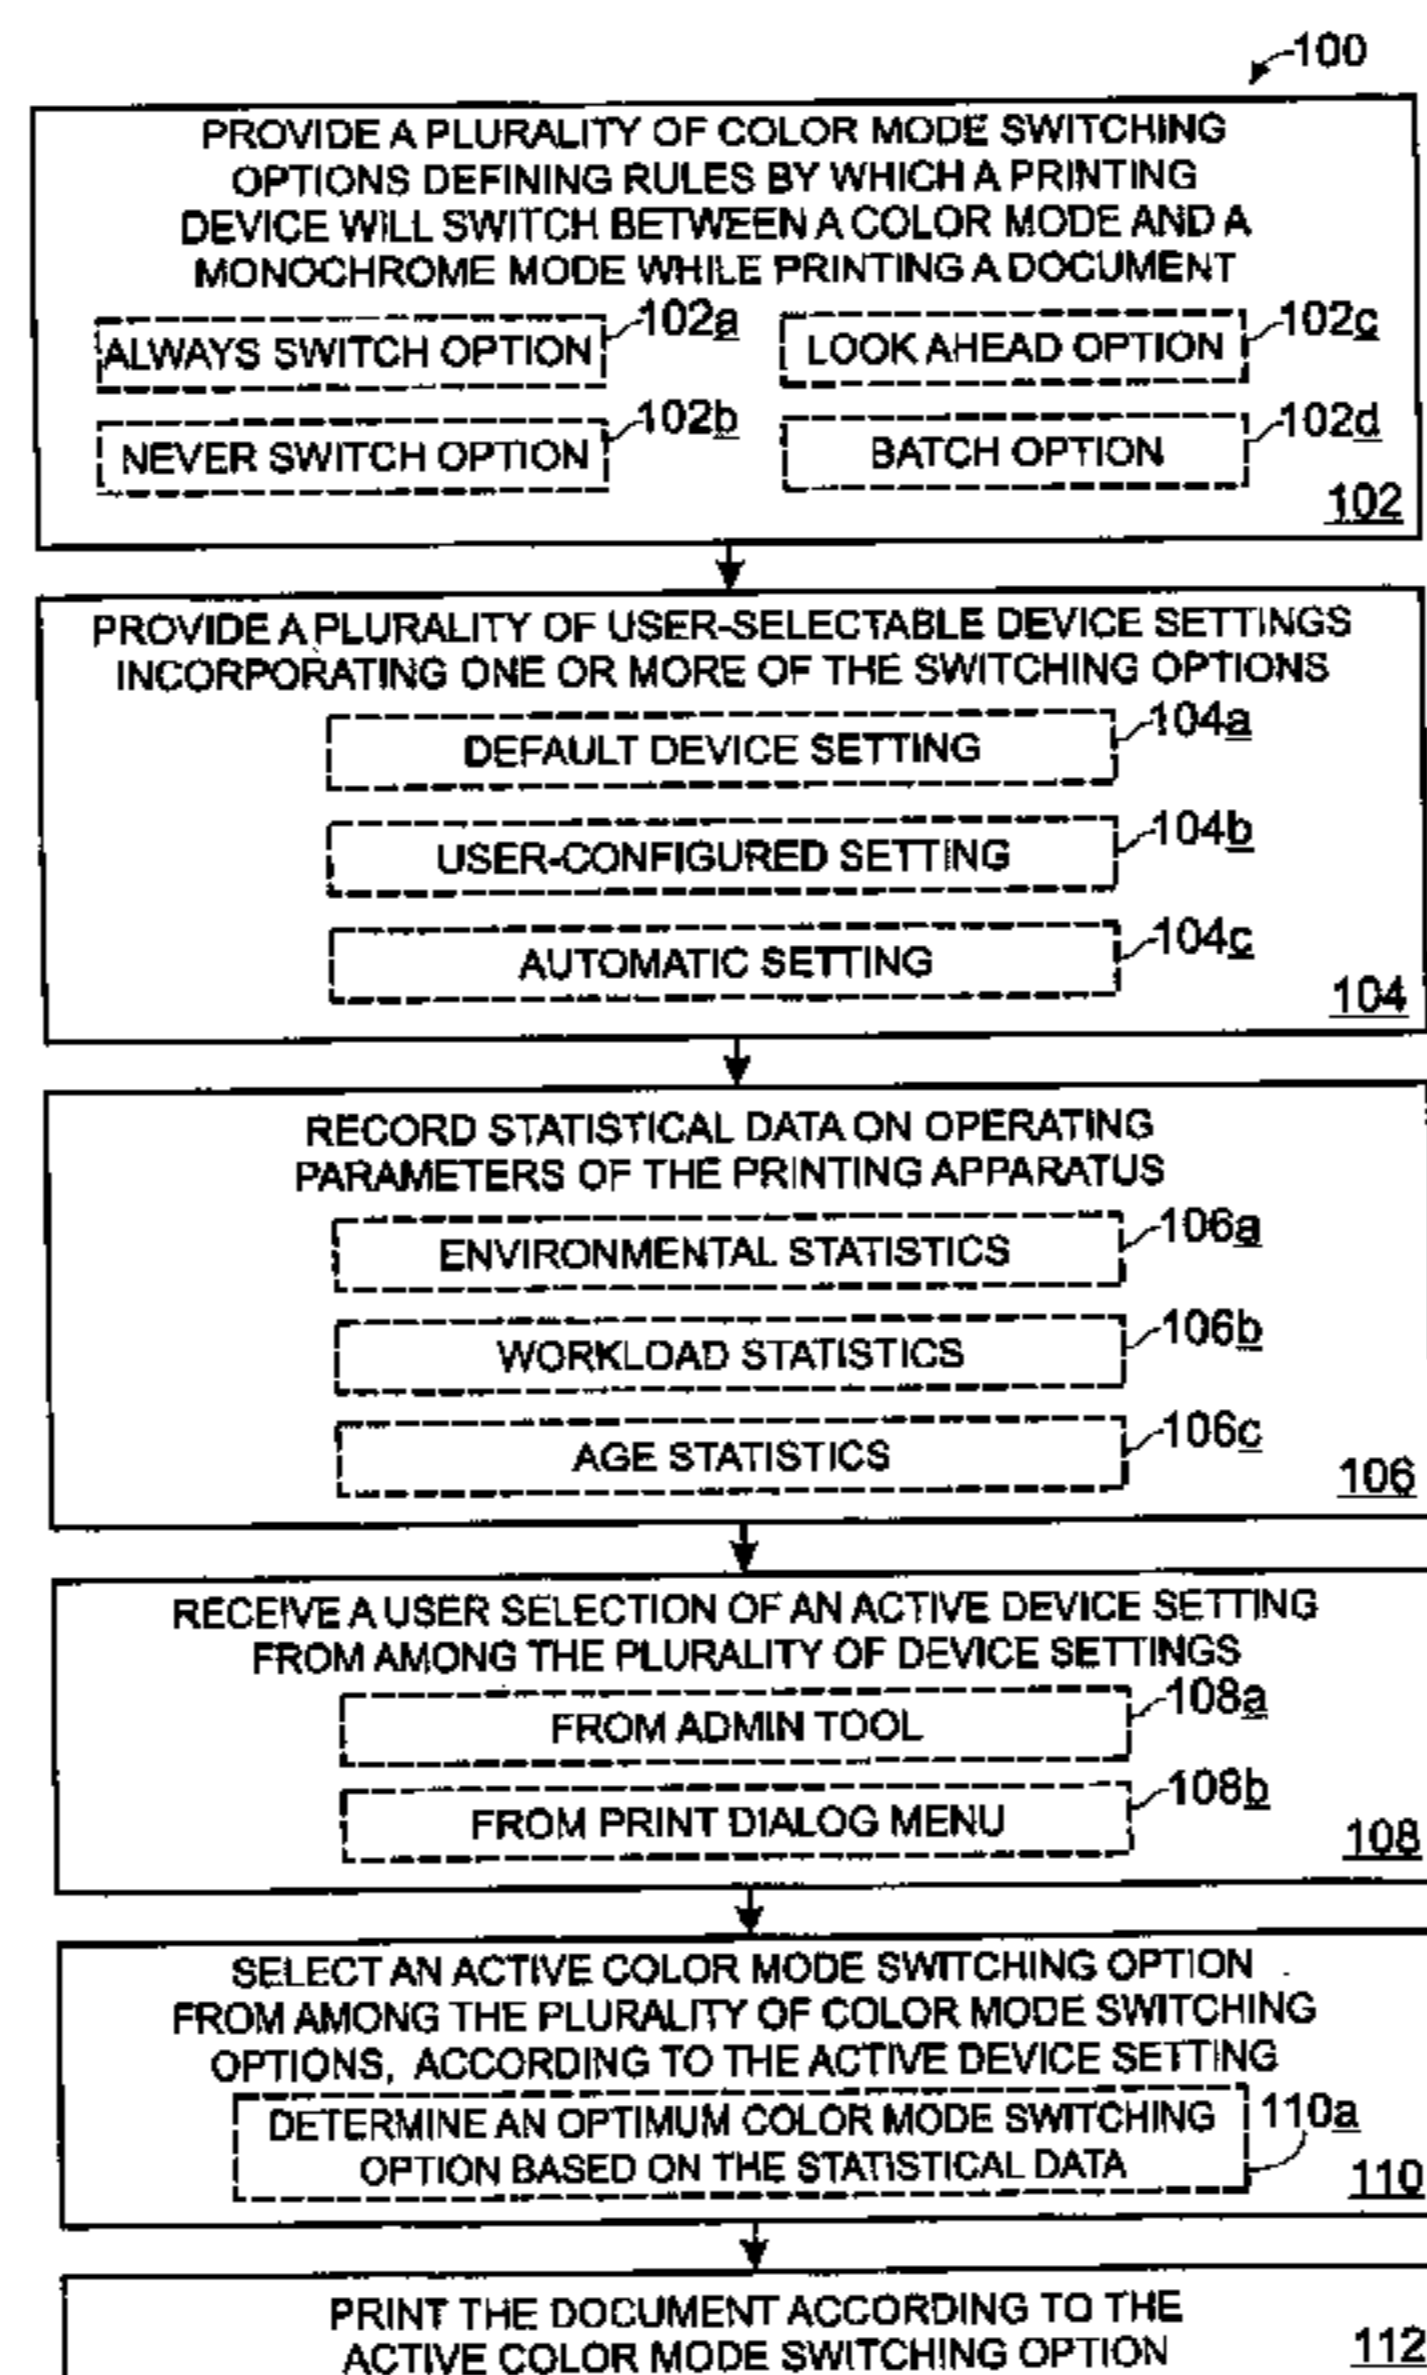 100
PROVIDE A PLURALITY OF COLOR MODE SWITCHING
OPTIONS DEFINING RULES BY WHICH A PRINTING
DEVICE WILL SWITCH BETWEEN A COLOR MODE AND A
MONOCHROME MODE WHILE PRINTING A DOCUMENT
ALWAYS SWITCH OPTION
102a
LOOK AHEAD OPTION
102c
NEVER SWITCH OPTION
102b
BATCH OPTION
102d
102
PROVIDE A PLURALITY OF USER-SELECTABLE DEVICE SETTINGS
INCORPORATING ONE OR MORE OF THE SWITCHING OPTIONS
DEFAULT DEVICE SETTING
104a
USER-CONFIGURED SETTING
104b
AUTOMATIC SETTING
104c
104
RECORD STATISTICAL DATA ON OPERATING
PARAMETERS OF THE PRINTING APPARATUS
ENVIRONMENTAL STATISTICS
106a
WORKLOAD STATISTICS
106b
AGE STATISTICS
106c
106
RECEIVE A USER SELECTION OF AN ACTIVE DEVICE SETTING
FROM AMONG THE PLURALITY OF DEVICE SETTINGS
FROM ADMIN TOOL
108a
FROM PRINT DIALOG MENU
108b
108
SELECT AN ACTIVE COLOR MODE SWITCHING OPTION
FROM AMONG THE PLURALITY OF COLOR MODE SWITCHING
OPTIONS, ACCORDING TO THE ACTIVE DEVICE SETTING
DETERMINE AN OPTIMUM COLOR MODE SWITCHING
OPTION BASED ON THE STATISTICAL DATA
110a
110
PRINT THE DOCUMENT ACCORDING TO THE
ACTIVE COLOR MODE SWITCHING OPTION
112